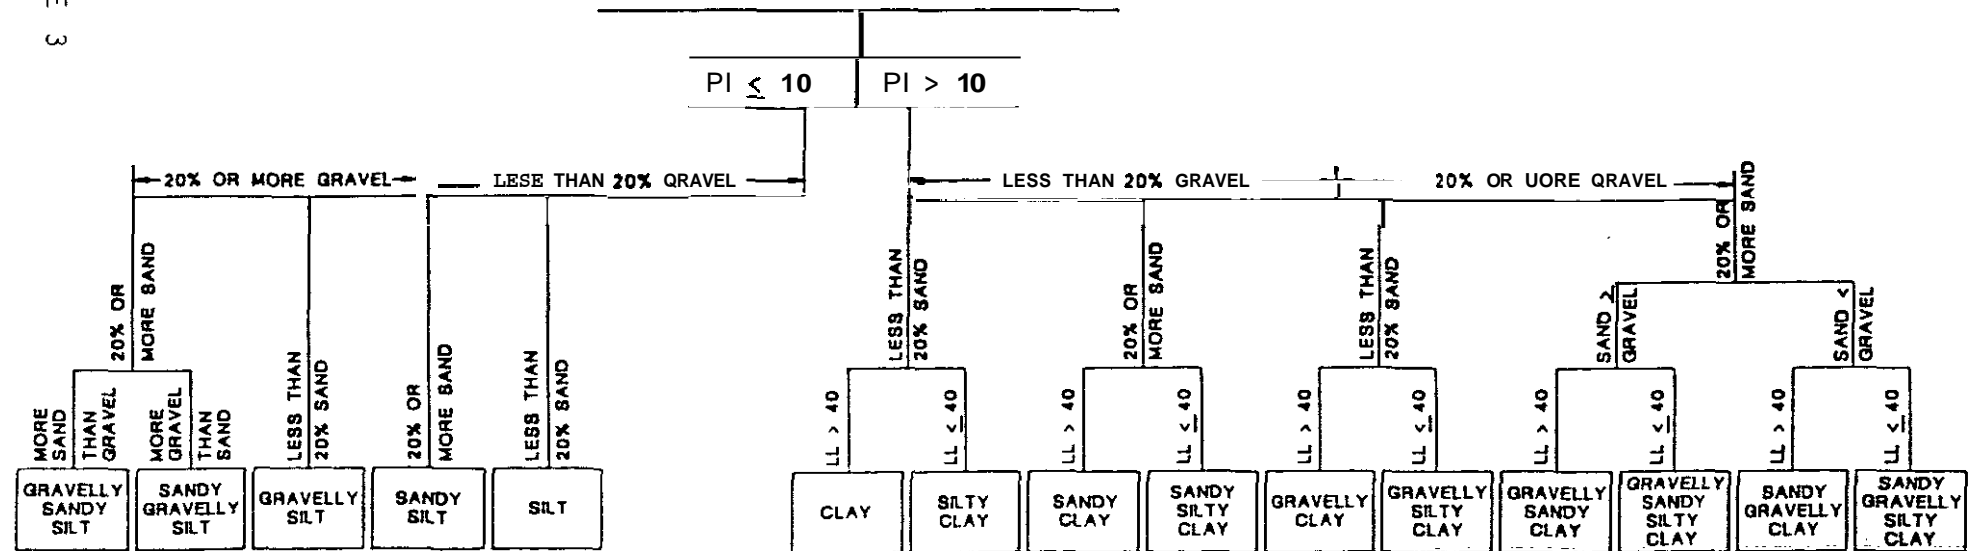 E 3
PI ≤ 10
PI > 10
20% OR MORE GRAVEL
LESE THAN 20% QRAVEL
LESS THAN 20% GRAVEL
20% OR UORE QRAVEL
20% OR
MORE SAND
LESS THAN
20% SAND
20% OR
MORE SAND
LESS THAN
20% SAND
LESS THAN
20% SAND
20% OR
MORE SAND
LESS THAN
20% SAND
20% OR
MORE SAND
SAND ≥
GRAVEL
SAND <
GRAVEL
MORE
SAND
THAN
GRAVEL
MORE
GRAVEL
THAN
SAND
LL > 40
LL ≤ 40
LL > 40
LL ≤ 40
LL > 40
LL ≤ 40
LL > 40
LL ≤ 40
LL > 40
LL ≤ 40
GRAVELLY
SANDY
SILT
SANDY
GRAVELLY
SILT
GRAVELLY
SILT
SANDY
SILT
SILT
CLAY
SILTY
CLAY
SANDY
CLAY
SANDY
SILTY
CLAY
GRAVELLY
CLAY
GRAVELLY
SILTY
CLAY
GRAVELLY
SANDY
CLAY
GRAVELLY
SANDY
SILTY
CLAY
SANDY
GRAVELLY
CLAY
SANDY
GRAVELLY
SILTY
CLAY